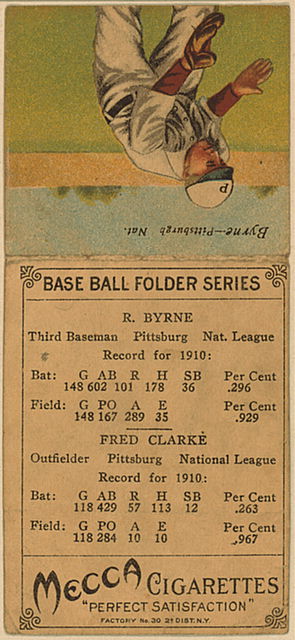 P
Byrne—Pittsburgh Nat.
BASE BALL FOLDER SERIES
R. BYRNE
Third Baseman Pittsburg Nat. League
Record for 1910:
Bat: G AB R H SB Per Cent
148 602 101 178 36 .296
Field: G PO A E Per Cent
148 167 289 35 .929
FRED CLARKE
Outfielder Pittsburg National League
Record for 1910:
Bat: G AB R H SB Per Cent
118 429 57 113 12 .263
Field: G PO A E Per Cent
118 284 10 10 .967
MECCA CIGARETTES
"PERFECT SATISFACTION"
FACTORY No. 30 2D DIST. N.Y.